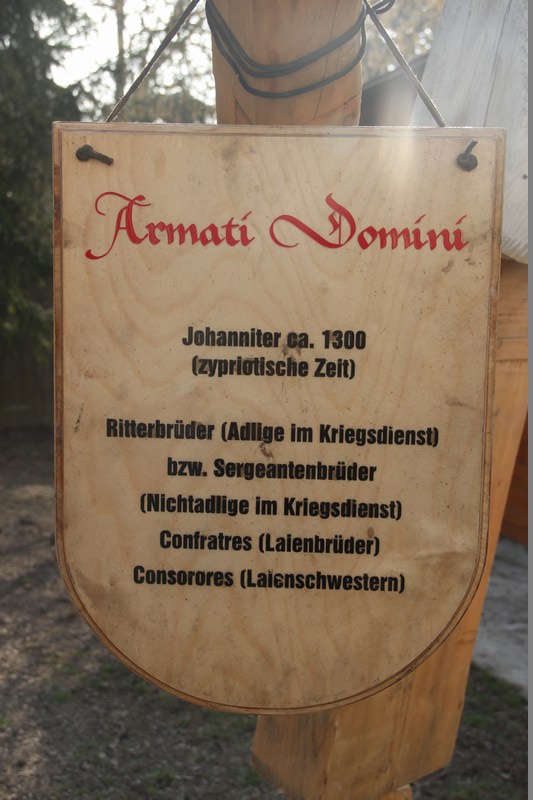 Armati Domini
Johanniter ca. 1300
(zypriotische Zeit)
Ritterbrüder (Adlige im Kriegsdienst)
bzw. Sergeantenbrüder
(Nichtadlige im Kriegsdienst)
Confratres (Laienbrüder)
Consorores (Laienschwestern)